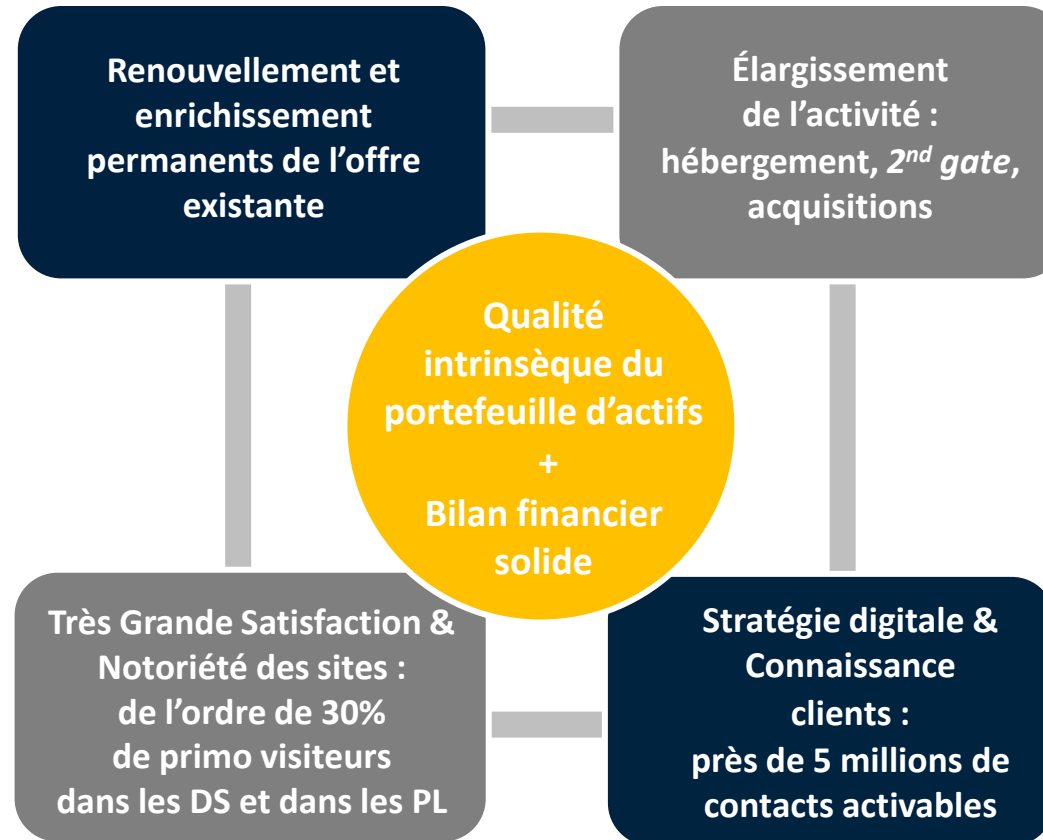 Renouvellement et
enrichissement
permanents de l’offre
existante
Élargissement
de l’activité :
hébergement, 2nd gate,
acquisitions
Qualité
intrinsèque du
portefeuille d’actifs
+
Bilan financier
solide
Très Grande Satisfaction &
Notoriété des sites :
de l’ordre de 30%
de primo visiteurs
dans les DS et dans les PL
Stratégie digitale &
Connaissance
clients :
près de 5 millions de
contacts activables